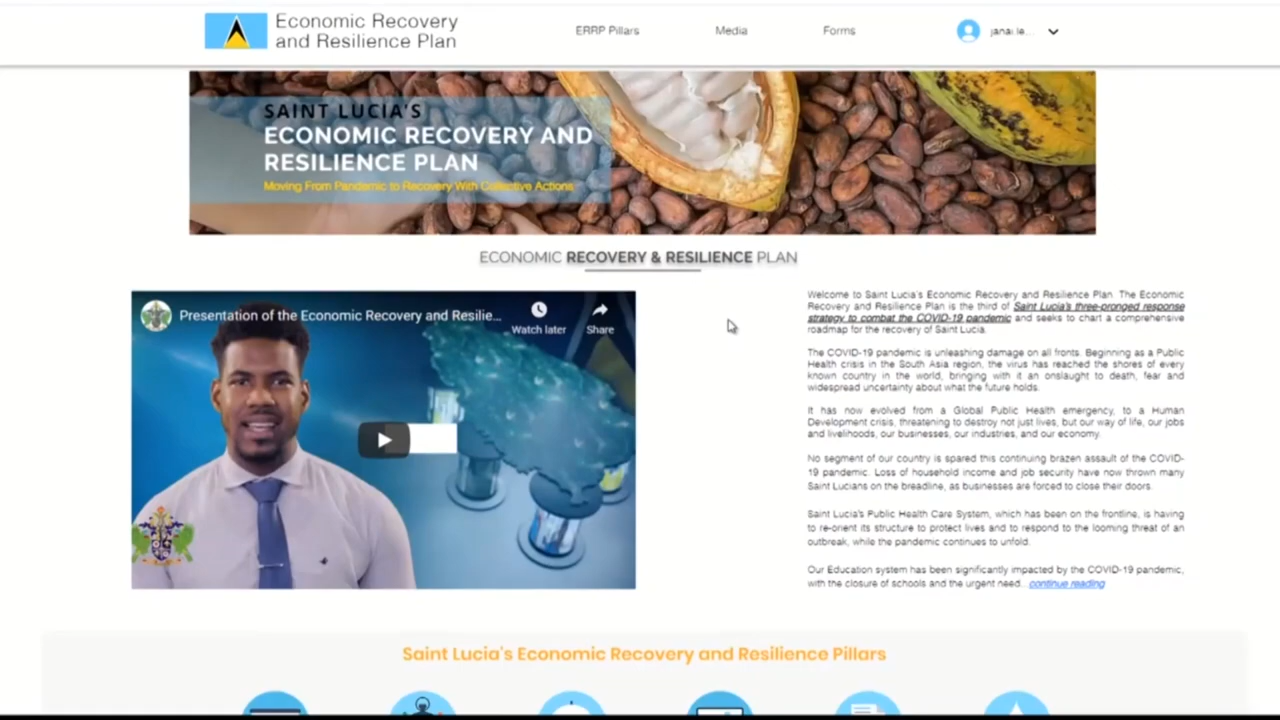 Economic Recovery
and Resilience Plan
ERRP Pillars
Media
Forms
janai.le...
SAINT LUCIA'S
ECONOMIC RECOVERY AND
RESILIENCE PLAN
Moving From Pandemic to Recovery With Collective Actions
ECONOMIC RECOVERY & RESILIENCE PLAN
Presentation of the Economic Recovery and Resilie...
Watch later
Share
Welcome to Saint Lucia's Economic Recovery and Resilience Plan. The Economic
Recovery and Resilience Plan is the third of Saint Lucia's three-pronged response
strategy to combat the COVID-19 pandemic and seeks to chart a comprehensive
roadmap for the recovery of Saint Lucia.
The COVID-19 pandemic is unleashing damage on all fronts. Beginning as a Public
Health crisis in the South Asia region, the virus has reached the shores of every
known country in the world, bringing with it an onslaught to death, fear and
widespread uncertainty about what the future holds.
It has now evolved from a Global Public Health emergency, to a Human
Development crisis, threatening to destroy not just lives, but our way of life, our jobs
and livelihoods, our businesses, our industries, and our economy.
No segment of our country is spared this continuing brazen assault of the COVID-
19 pandemic. Loss of household income and job security have now thrown many
Saint Lucians on the breadline, as businesses are forced to close their doors.
Saint Lucia's Public Health Care System, which has been on the frontline, is having
to re-orient its structure to protect lives and to respond to the looming threat of an
outbreak, while the pandemic continues to unfold.
Our Education system has been significantly impacted by the COVID-19 pandemic,
with the closure of schools and the urgent need... continue reading
Saint Lucia's Economic Recovery and Resilience Pillars